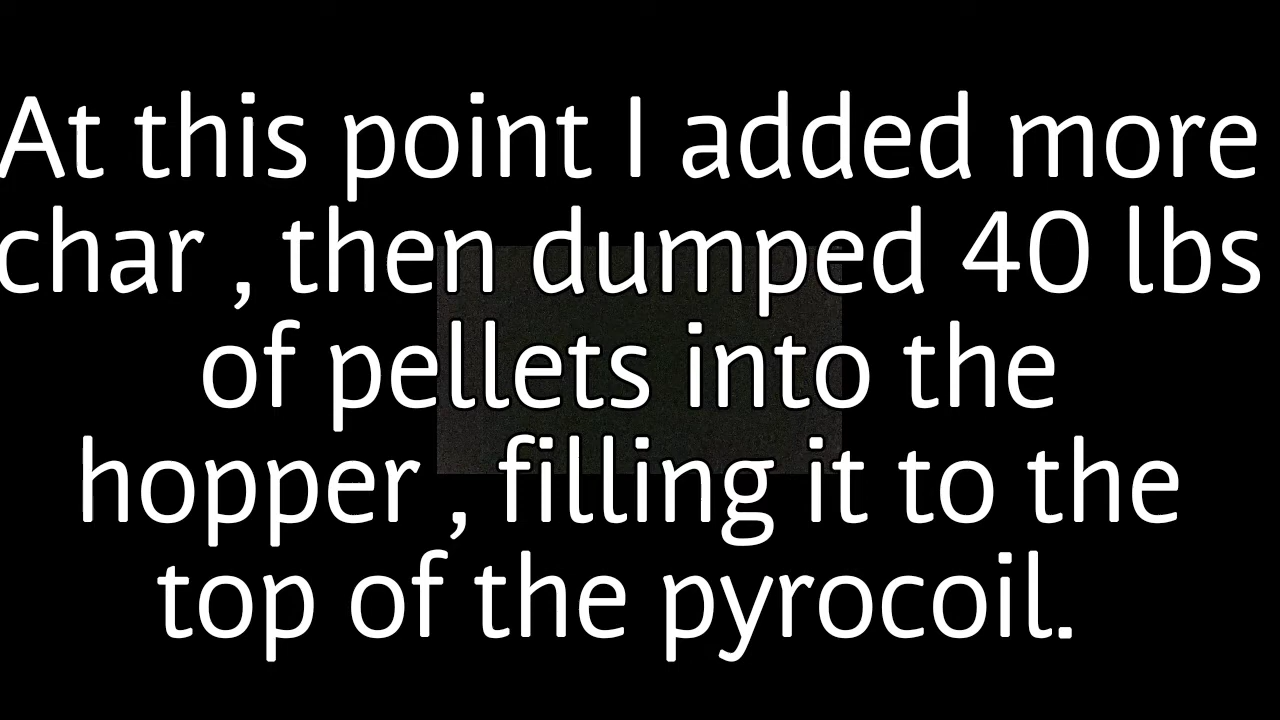 At this point I added more
char , then dumped 40 lbs
of pellets into the
hopper , filling it to the
top of the pyrocoil.